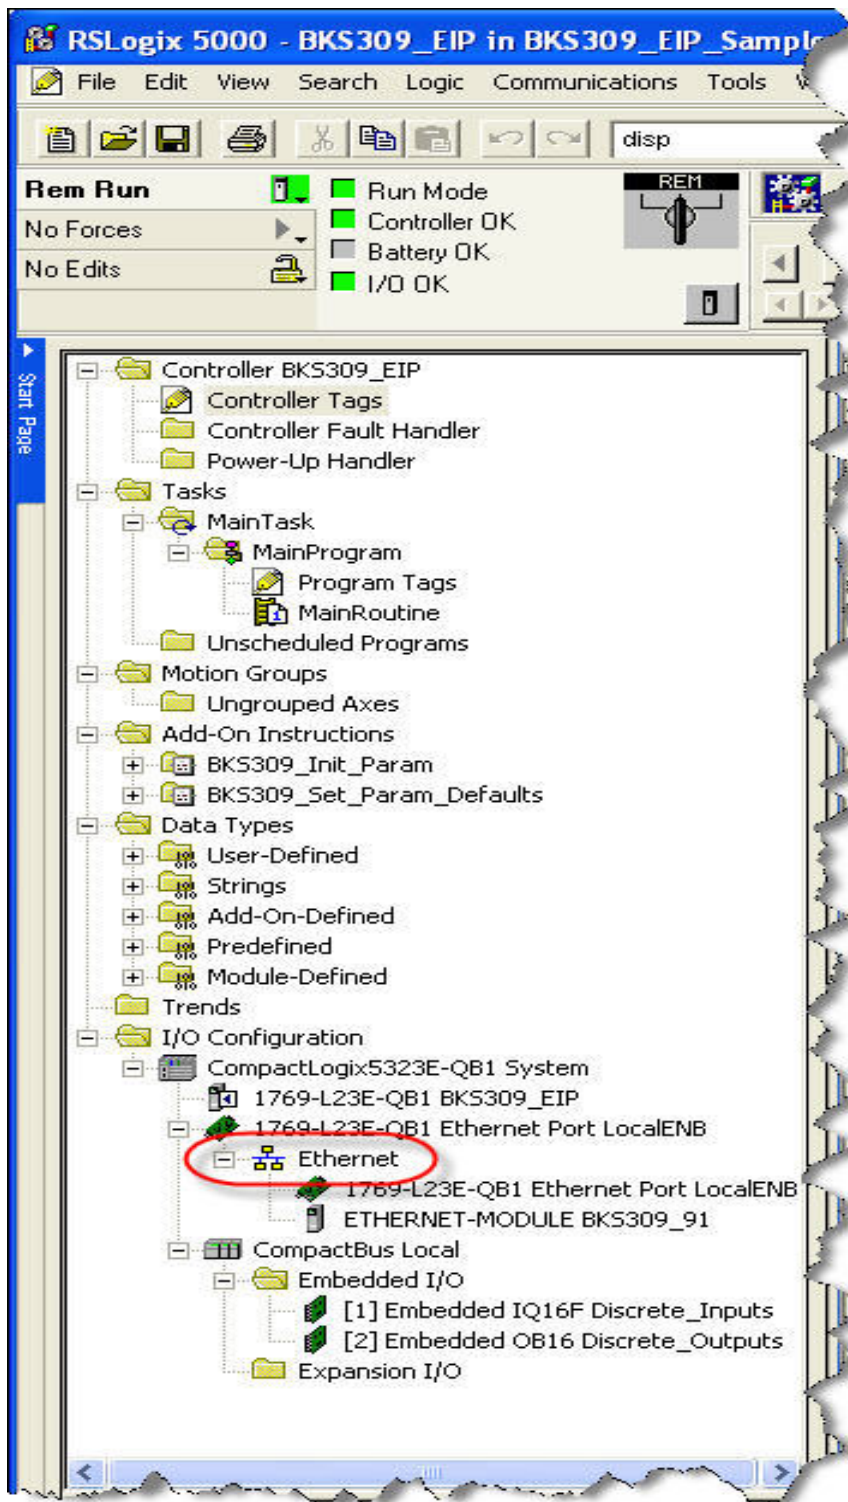 RSLogix 5000 - BKS309_EIP in BKS309_EIP_Sample
File Edit View Search Logic Communications Tools
disp
Rem Run
No Forces
No Edits
Run Mode
Controller OK
Battery OK
I/O OK
REM
Start Page
Controller BKS309_EIP
Controller Tags
Controller Fault Handler
Power-Up Handler
Tasks
MainTask
MainProgram
Program Tags
MainRoutine
Unscheduled Programs
Motion Groups
Ungrouped Axes
Add-On Instructions
BKS309_Init_Param
BKS309_Set_Param_Defaults
Data Types
User-Defined
Strings
Add-On-Defined
Predefined
Module-Defined
Trends
I/O Configuration
CompactLogix5323E-QB1 System
1769-L23E-QB1 BKS309_EIP
1769-L23E-QB1 Ethernet Port LocalENB
Ethernet
1769-L23E-QB1 Ethernet Port LocalENB
ETHERNET-MODULE BKS309_91
CompactBus Local
Embedded I/O
[1] Embedded IQ16F Discrete_Inputs
[2] Embedded OB16 Discrete_Outputs
Expansion I/O